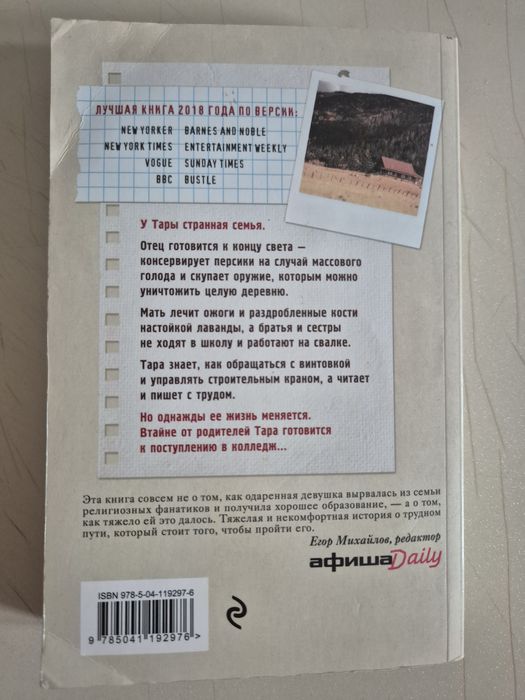 ЛУЧШАЯ КНИГА 2018 ГОДА ПО ВЕРСИИ:
NEW YORKER BARNES AND NOBLE
NEW YORK TIMES ENTERTAINMENT WEEKLY
VOGUE SUNDAY TIMES
BBC BUSTLE
У Тары странная семья.
Отец готовится к концу света —
консервирует персики на случай массового
голода и скупает оружие, которым можно
уничтожить целую деревню.
Мать лечит ожоги и раздробленные кости
настойкой лаванды, а братья и сестры
не ходят в школу и работают на свалке.
Тара знает, как обращаться с винтовкой
и управлять строительным краном, а читает
и пишет с трудом.
Но однажды ее жизнь меняется.
Втайне от родителей Тара готовится
к поступлению в колледж...
Эта книга совсем не о том, как одаренная девушка вырвалась из семьи
религиозных фанатиков и получила хорошее образование, — а о том,
как тяжело ей это далось. Тяжелая и некомфортная история о трудном
пути, который стоит того, чтобы пройти его.
Егор Михайлов, редактор
афишаDaily
ISBN 978-5-04-119297-6
9 785041 192976 >